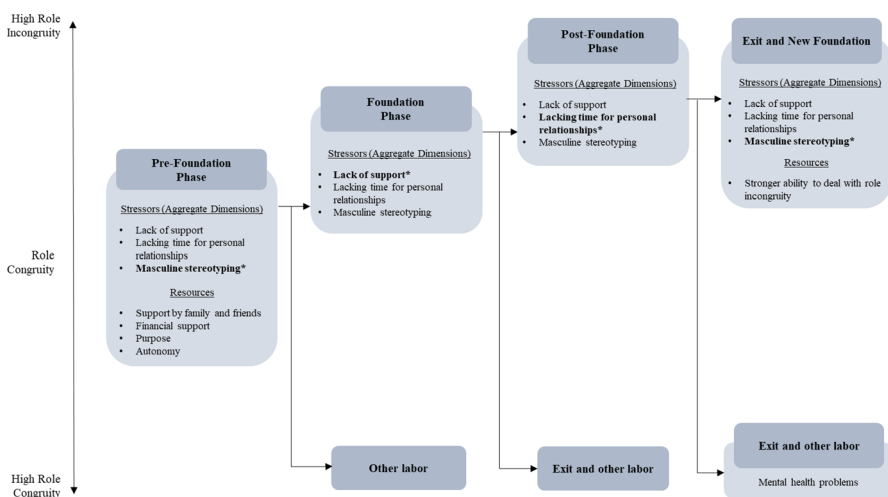 High Role
Incongruity
Role
Congruity
High Role
Congruity
Pre-Foundation
Phase
Stressors (Aggregate Dimensions)
• Lack of support
• Lacking time for personal
relationships
• Masculine stereotyping*
Resources
• Support by family and friends
• Financial support
• Purpose
• Autonomy
Foundation
Phase
Stressors (Aggregate Dimensions)
• Lack of support*
• Lacking time for personal
relationships
• Masculine stereotyping
Post-Foundation
Phase
Stressors (Aggregate Dimensions)
• Lack of support
• Lacking time for personal
relationships*
• Masculine stereotyping
Exit and New Foundation
Stressors (Aggregate Dimensions)
• Lack of support
• Lacking time for personal
relationships
• Masculine stereotyping*
Resources
• Stronger ability to deal with role
incongruity
Other labor
Exit and other labor
Exit and other labor
Mental health problems